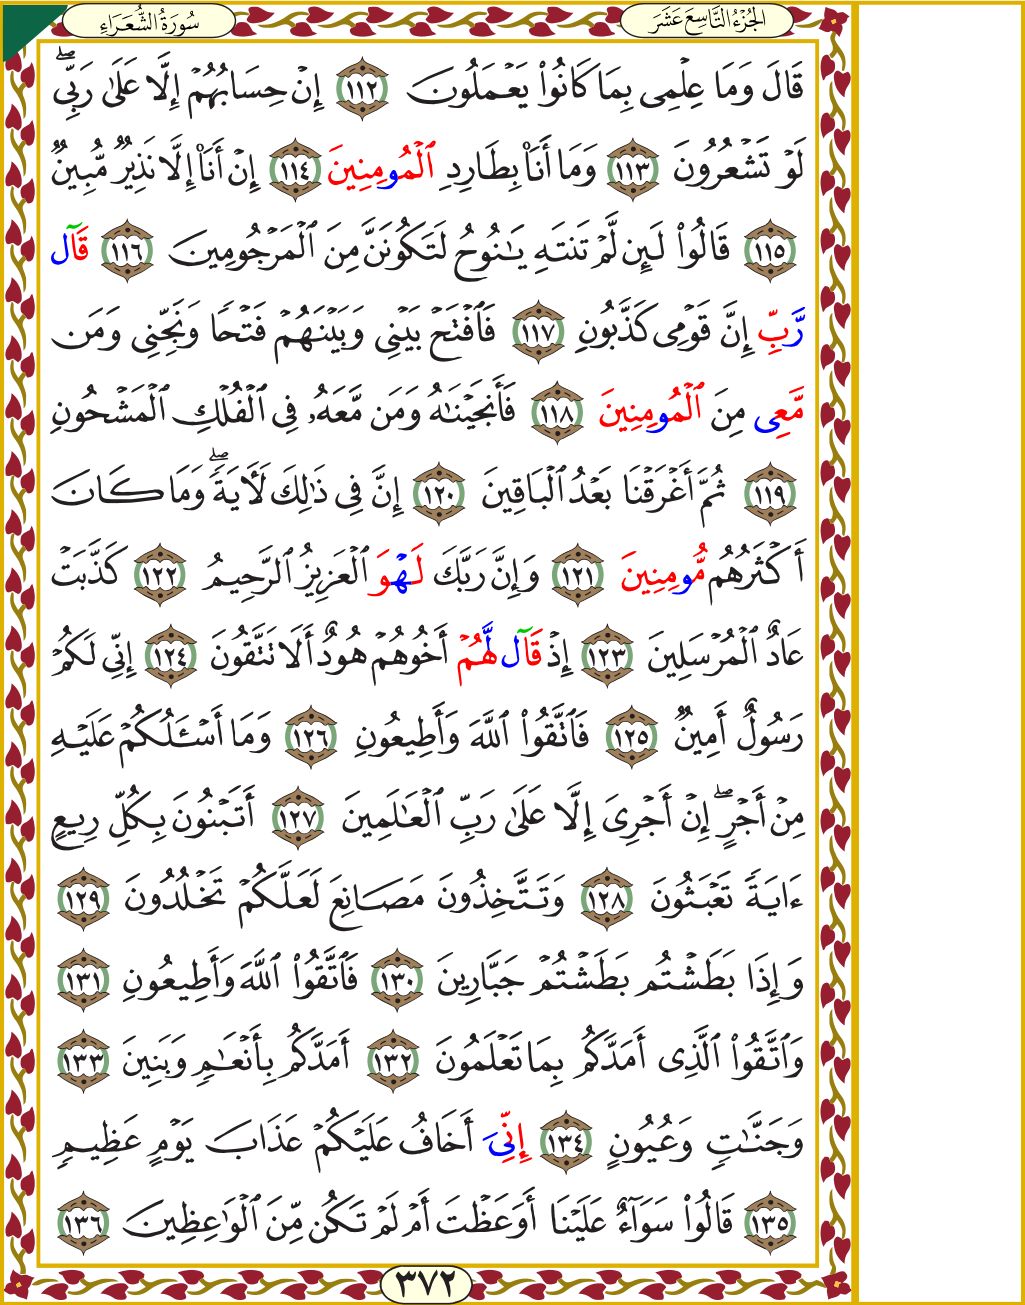 الجُزْءُ التَّاسِعَ عَشَرَ
سُورَةُ الشُّعَرَاءِ
قَالَ وَمَا عِلْمِى بِمَا كَانُوا۟ يَعْمَلُونَ ١١٢ إِنْ حِسَابُهُمْ إِلَّا عَلَىٰ رَبِّىۖ
لَوْ تَشْعُرُونَ ١١٣ وَمَا أَنَا۠ بِطَارِدِ ٱلْمُومِنِينَ ١١٤ إِنْ أَنَا۠ إِلَّا نَذِيرٌ مُّبِينٌ
١١٥ قَالُوا۟ لَئِن لَّمْ تَنتَهِ يَـٰنُوحُ لَتَكُونَنَّ مِنَ ٱلْمَرْجُومِينَ ١١٦ قَآل
رَّبِّ إِنَّ قَوْمِى كَذَّبُونِ ١١٧ فَٱفْتَحْ بَيْنِى وَبَيْنَهُمْ فَتْحًا وَنَجِّنِى وَمَن
مَّعِى مِنَ ٱلْمُومِنِينَ ١١٨ فَأَنجَيْنَـٰهُ وَمَن مَّعَهُۥ فِى ٱلْفُلْكِ ٱلْمَشْحُونِ
١١٩ ثُمَّ أَغْرَقْنَا بَعْدُ ٱلْبَاقِينَ ١٢٠ إِنَّ فِى ذَٰلِكَ لَـَٔايَةًۖ وَمَا كَانَ
أَكْثَرُهُم مُّومِنِينَ ١٢١ وَإِنَّ رَبَّكَ لَهْوَ ٱلْعَزِيزُ ٱلرَّحِيمُ ١٢٢ كَذَّبَتْ
عَادٌ ٱلْمُرْسَلِينَ ١٢٣ إِذْ قَآل لَّهُمْ أَخُوهُمْ هُودٌ أَلَا تَتَّقُونَ ١٢٤ إِنِّى لَكُمْ
رَسُولٌ أَمِينٌ ١٢٥ فَٱتَّقُوا۟ ٱللَّهَ وَأَطِيعُونِ ١٢٦ وَمَا أَسْـَٔلُكُمْ عَلَيْهِ
مِنْ أَجْرٍۖ إِنْ أَجْرِىَ إِلَّا عَلَىٰ رَبِّ ٱلْعَـٰلَمِينَ ١٢٧ أَتَبْنُونَ بِكُلِّ رِيعٍ
ءَايَةً تَعْبَثُونَ ١٢٨ وَتَتَّخِذُونَ مَصَانِعَ لَعَلَّكُمْ تَخْلُدُونَ ١٢٩
وَإِذَا بَطَشْتُم بَطَشْتُمْ جَبَّارِينَ ١٣٠ فَٱتَّقُوا۟ ٱللَّهَ وَأَطِيعُونِ ١٣١
وَٱتَّقُوا۟ ٱلَّذِى أَمَدَّكُم بِمَا تَعْلَمُونَ ١٣٢ أَمَدَّكُم بِأَنْعَـٰمٍ وَبَنِينَ ١٣٣
وَجَنَّـٰتٍ وَعُيُونٍ ١٣٤ إِنِّىَ أَخَافُ عَلَيْكُمْ عَذَابَ يَوْمٍ عَظِيمٍ
١٣٥ قَالُوا۟ سَوَآءٌ عَلَيْنَا أَوَعَظْتَ أَمْ لَمْ تَكُن مِّنَ ٱلْوَٰعِظِينَ ١٣٦
٣٧٢